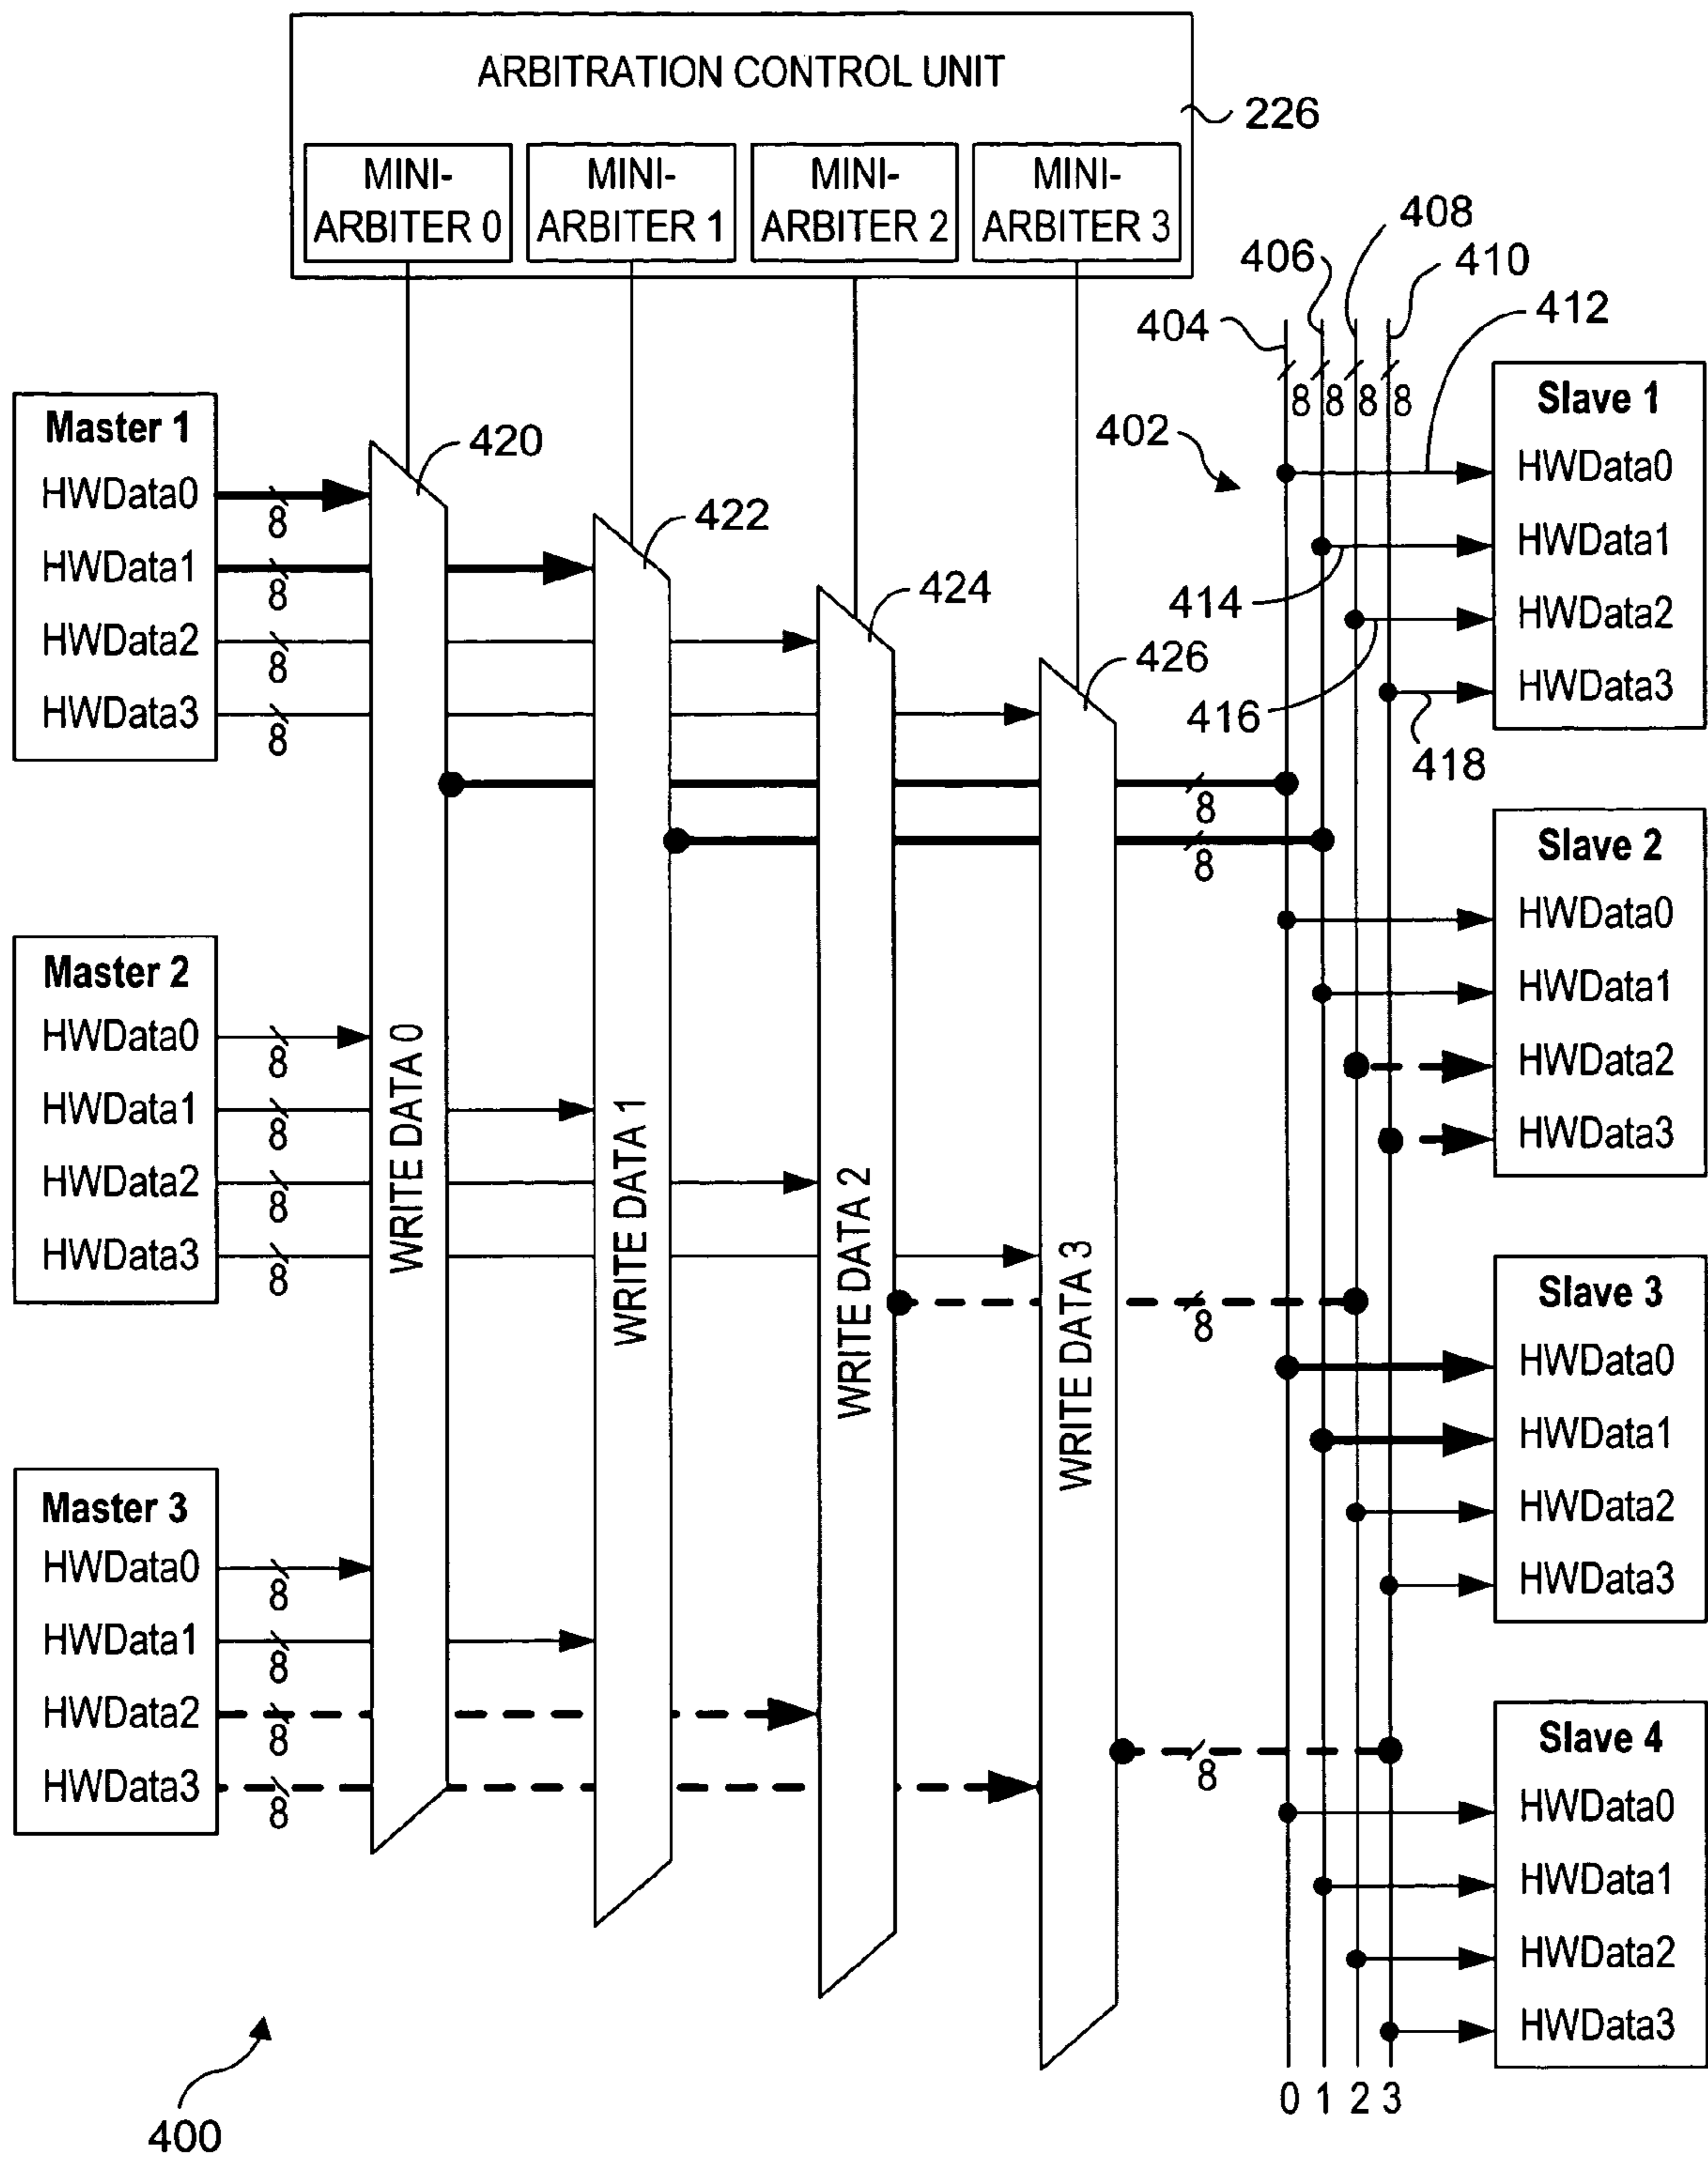 ARBITRATION CONTROL UNIT
226
MINI-
ARBITER 0
MINI-
ARBITER 1
MINI-
ARBITER 2
MINI-
ARBITER 3
408
406
410
404
412
8
8
8
8
402
Master 1
HWData0
8
HWData1
8
HWData2
8
HWData3
8
420
422
424
426
Slave 1
HWData0
HWData1
HWData2
HWData3
414
416
418
8
8
Master 2
HWData0
8
HWData1
8
HWData2
8
HWData3
8
WRITE DATA 0
WRITE DATA 1
WRITE DATA 2
WRITE DATA 3
Slave 2
HWData0
HWData1
HWData2
HWData3
8
Slave 3
HWData0
HWData1
HWData2
HWData3
Master 3
HWData0
8
HWData1
8
HWData2
8
HWData3
8
8
Slave 4
HWData0
HWData1
HWData2
HWData3
0 1 2 3
400